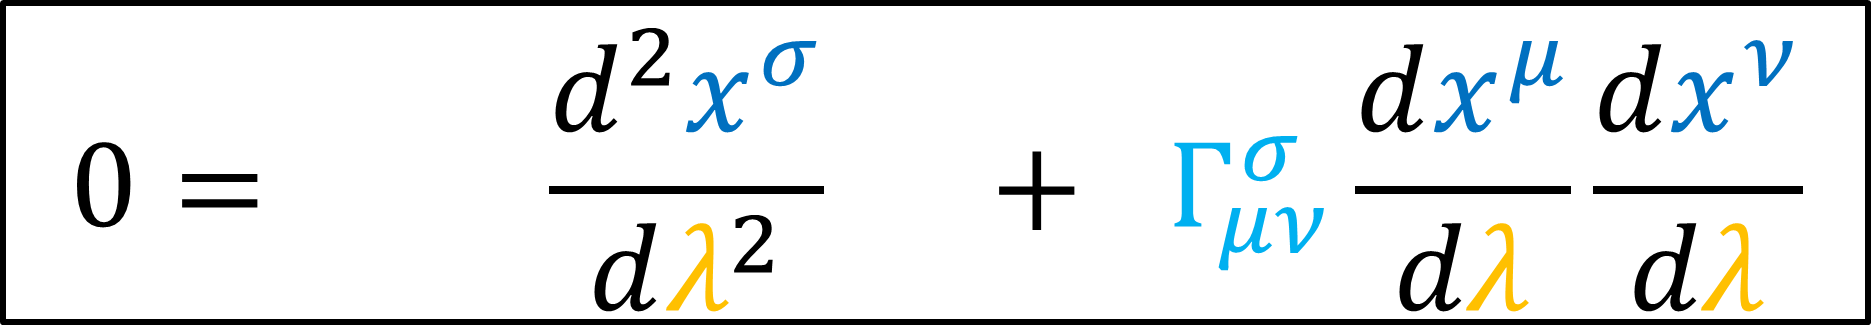 0 = d²x^σ/dλ² + Γ^σ_μν dx^μ/dλ dx^ν/dλ